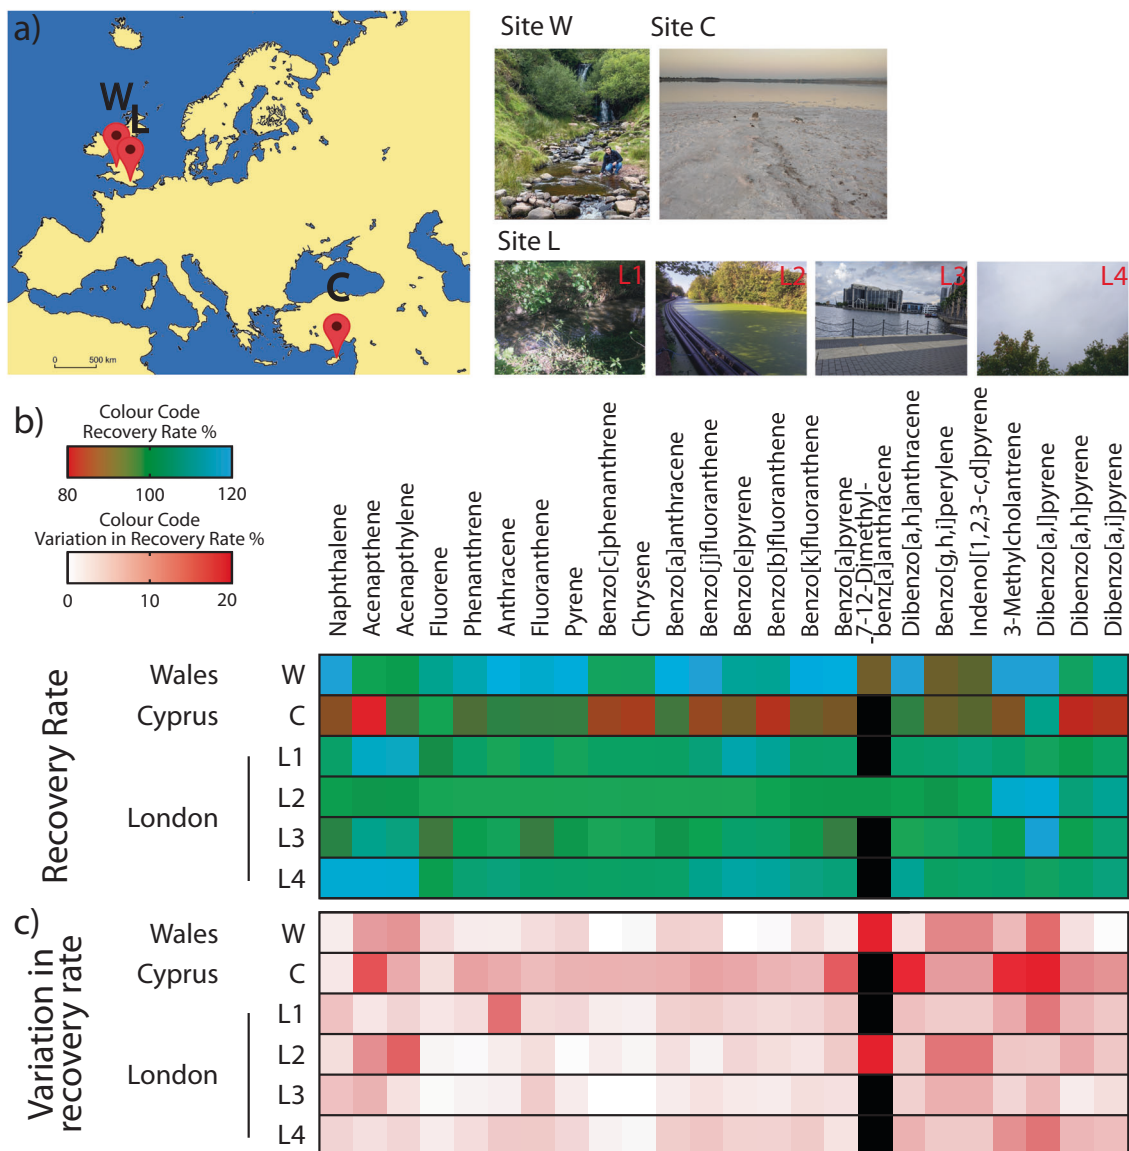 a)
W
L
C
0 500 km
Site W
Site C
Site L
L1
L2
L3
L4
b)
Colour Code
Recovery Rate %
80 100 120
Colour Code
Variation in Recovery Rate %
0 10 20
Naphthalene
Acenapthene
Acenapthylene
Fluorene
Phenanthrene
Anthracene
Fluoranthene
Pyrene
Benzo[c]phenanthrene
Chrysene
Benzo[a]anthracene
Benzo[j]fluoranthene
Benzo[e]pyrene
Benzo[b]fluoranthene
Benzo[k]fluoranthene
Benzo[a]pyrene
-7-12-Dimethyl-
benz[a]anthracene
Dibenzo[a,h]anthracene
Benzo[g,h,i]perylene
Indenol[1,2,3-c,d]pyrene
3-Methylcholantrene
Dibenzo[a,l]pyrene
Dibenzo[a,h]pyrene
Dibenzo[a,i]pyrene
Recovery Rate
Wales W
Cyprus C
L1
London L2
L3
L4
c)
Variation in
recovery rate
Wales W
Cyprus C
L1
London L2
L3
L4